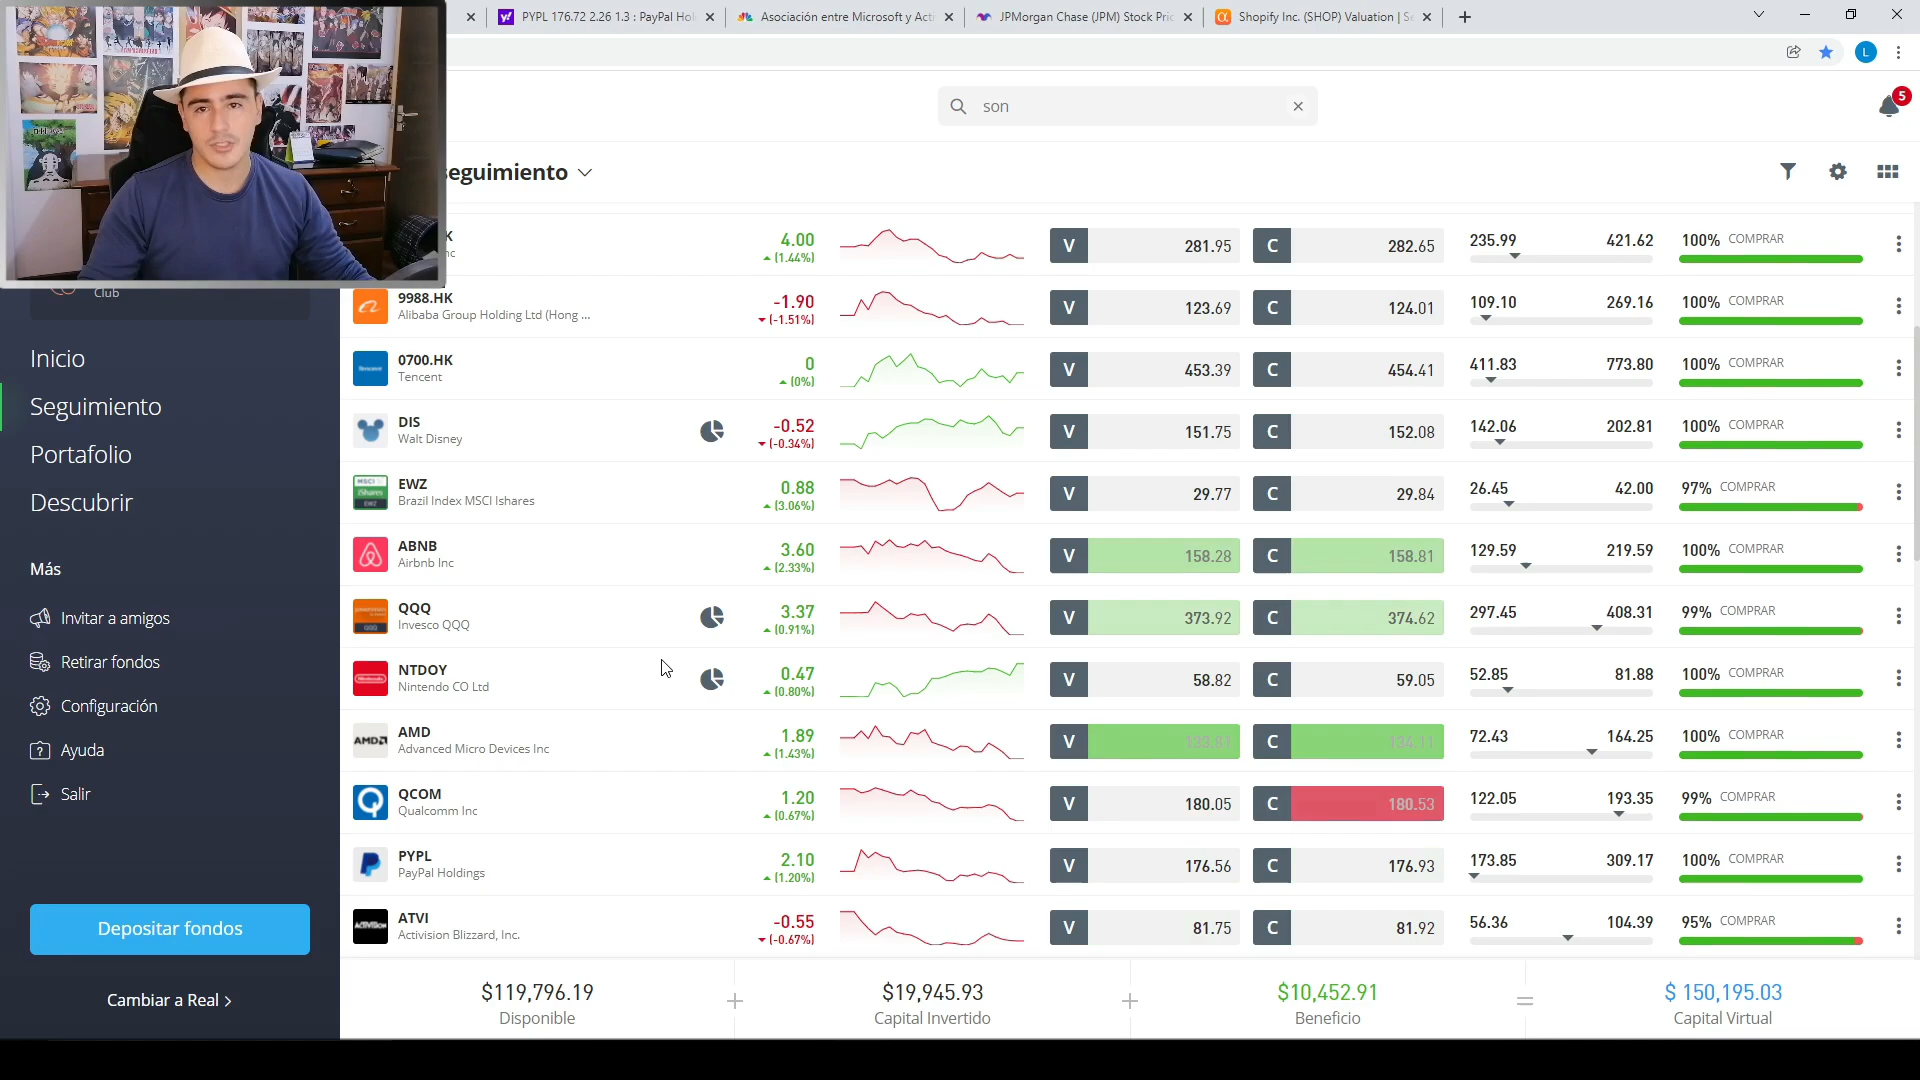 PYPL 176.72 2.26 1.3 : PayPal Hol
Asociación entre Microsoft y Acti
JPMorgan Chase (JPM) Stock Pric
Shopify Inc. (SHOP) Valuation | Se
L
son
5
seguimiento
Club
Inicio
Seguimiento
Portafolio
Descubrir
Más
Invitar a amigos
Retirar fondos
Configuración
Ayuda
Salir
Depositar fondos
Cambiar a Real >
K 4.00 V 281.95 C 282.65 235.99 421.62 100% COMPRAR
nc (1.44%)
9988.HK -1.90 V 123.69 C 124.01 109.10 269.16 100% COMPRAR
Alibaba Group Holding Ltd (Hong ... (-1.51%)
0700.HK 0 V 453.39 C 454.41 411.83 773.80 100% COMPRAR
Tencent (0%)
DIS -0.52 V 151.75 C 152.08 142.06 202.81 100% COMPRAR
Walt Disney (-0.34%)
EWZ 0.88 V 29.77 C 29.84 26.45 42.00 97% COMPRAR
Brazil Index MSCI Ishares (3.06%)
ABNB 3.60 V 158.28 C 158.81 129.59 219.59 100% COMPRAR
Airbnb Inc (2.33%)
QQQ 3.37 V 373.92 C 374.62 297.45 408.31 99% COMPRAR
Invesco QQQ (0.91%)
NTDOY 0.47 V 58.82 C 59.05 52.85 81.88 100% COMPRAR
Nintendo CO Ltd (0.80%)
AMD 1.89 V C 72.43 164.25 100% COMPRAR
Advanced Micro Devices Inc (1.43%)
QCOM 1.20 V 180.05 C 180.53 122.05 193.35 99% COMPRAR
Qualcomm Inc (0.67%)
PYPL 2.10 V 176.56 C 176.93 173.85 309.17 100% COMPRAR
PayPal Holdings (1.20%)
ATVI -0.55 V 81.75 C 81.92 56.36 104.39 95% COMPRAR
Activision Blizzard, Inc. (-0.67%)
$119,796.19 + $19,945.93 + $10,452.91 = $ 150,195.03
Disponible Capital Invertido Beneficio Capital Virtual